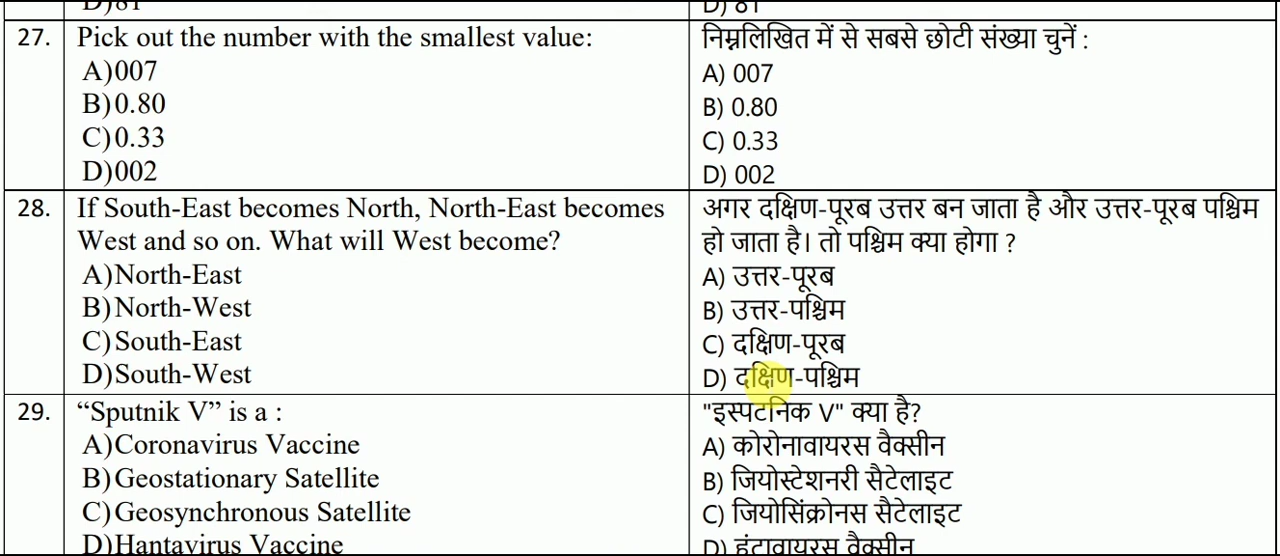 D)81
D) 81
27. Pick out the number with the smallest value:
A)007
B)0.80
C)0.33
D)002
निम्नलिखित में से सबसे छोटी संख्या चुनें :
A) 007
B) 0.80
C) 0.33
D) 002
28. If South-East becomes North, North-East becomes
West and so on. What will West become?
A)North-East
B)North-West
C)South-East
D)South-West
अगर दक्षिण-पूरब उत्तर बन जाता है और उत्तर-पूरब पश्चिम
हो जाता है। तो पश्चिम क्या होगा ?
A) उत्तर-पूरब
B) उत्तर-पश्चिम
C) दक्षिण-पूरब
D) दक्षिण-पश्चिम
29. “Sputnik V” is a :
A)Coronavirus Vaccine
B)Geostationary Satellite
C)Geosynchronous Satellite
D)Hantavirus Vaccine
"इस्पटनिक V" क्या है?
A) कोरोनावायरस वैक्सीन
B) जियोस्टेशनरी सैटेलाइट
C) जियोसिंक्रोनस सैटेलाइट
D) हंटावायरस वैक्सीन